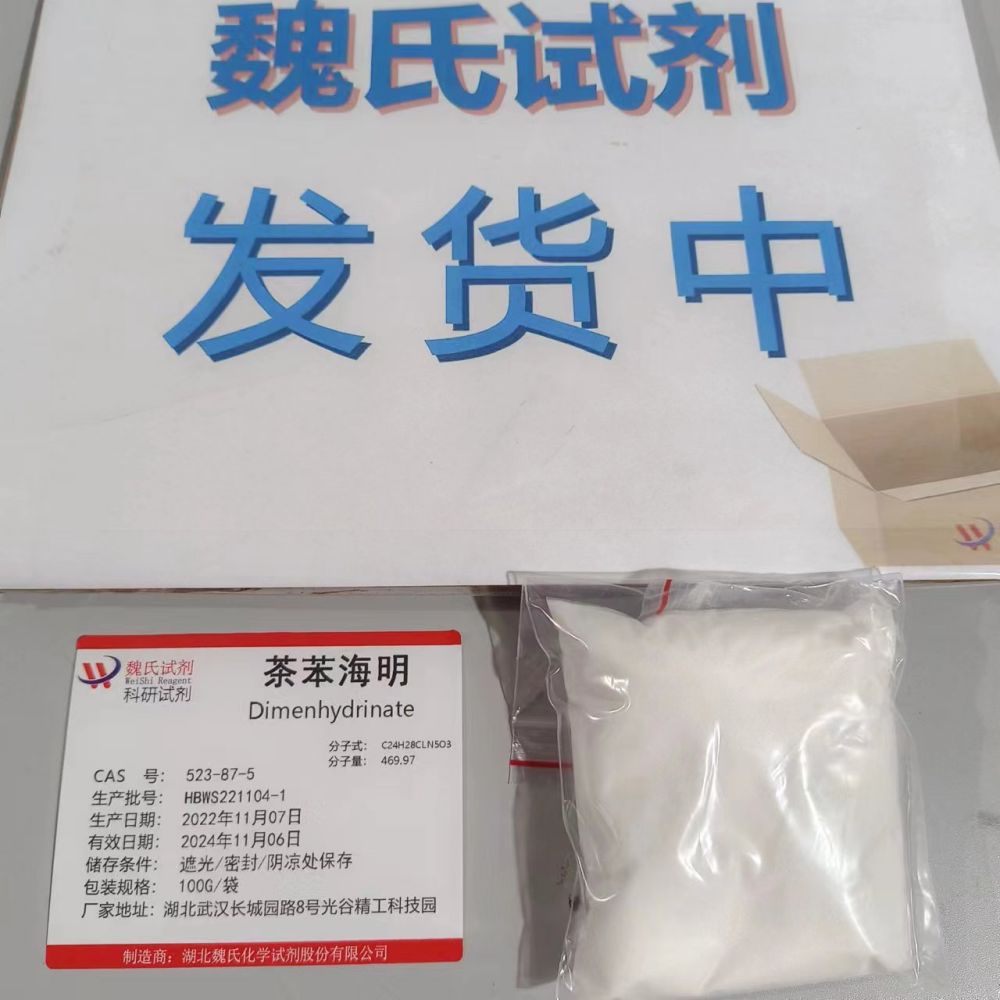 魏氏试剂
发货中
魏氏试剂
WeiShi Reagent
科研试剂
茶苯海明
Dimenhydrinate
分子式: C24H28CLN5O3
分子量: 469.97
CAS 号: 523-87-5
生产批号: HBWS221104-1
生产日期: 2022年11月07日
有效日期: 2024年11月06日
储存条件: 遮光/密封/阴凉处保存
包装规格: 100G/袋
厂家地址: 湖北武汉长城园路8号光谷精工科技园
制造商: 湖北魏氏化学试剂股份有限公司